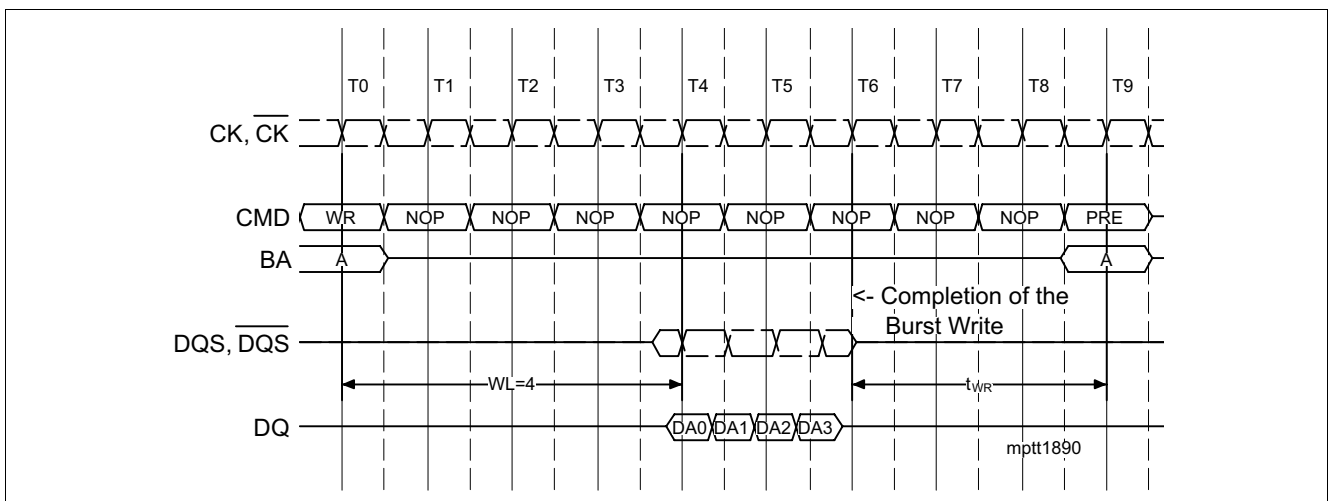 T0 T1 T2 T3 T4 T5 T6 T7 T8 T9
CK, CK
CMD WR NOP NOP NOP NOP NOP NOP NOP NOP PRE
BA A A
<- Completion of the
Burst Write
DQS, DQS
WL=4 tWR
DQ DA0 DA1 DA2 DA3
mptt1890